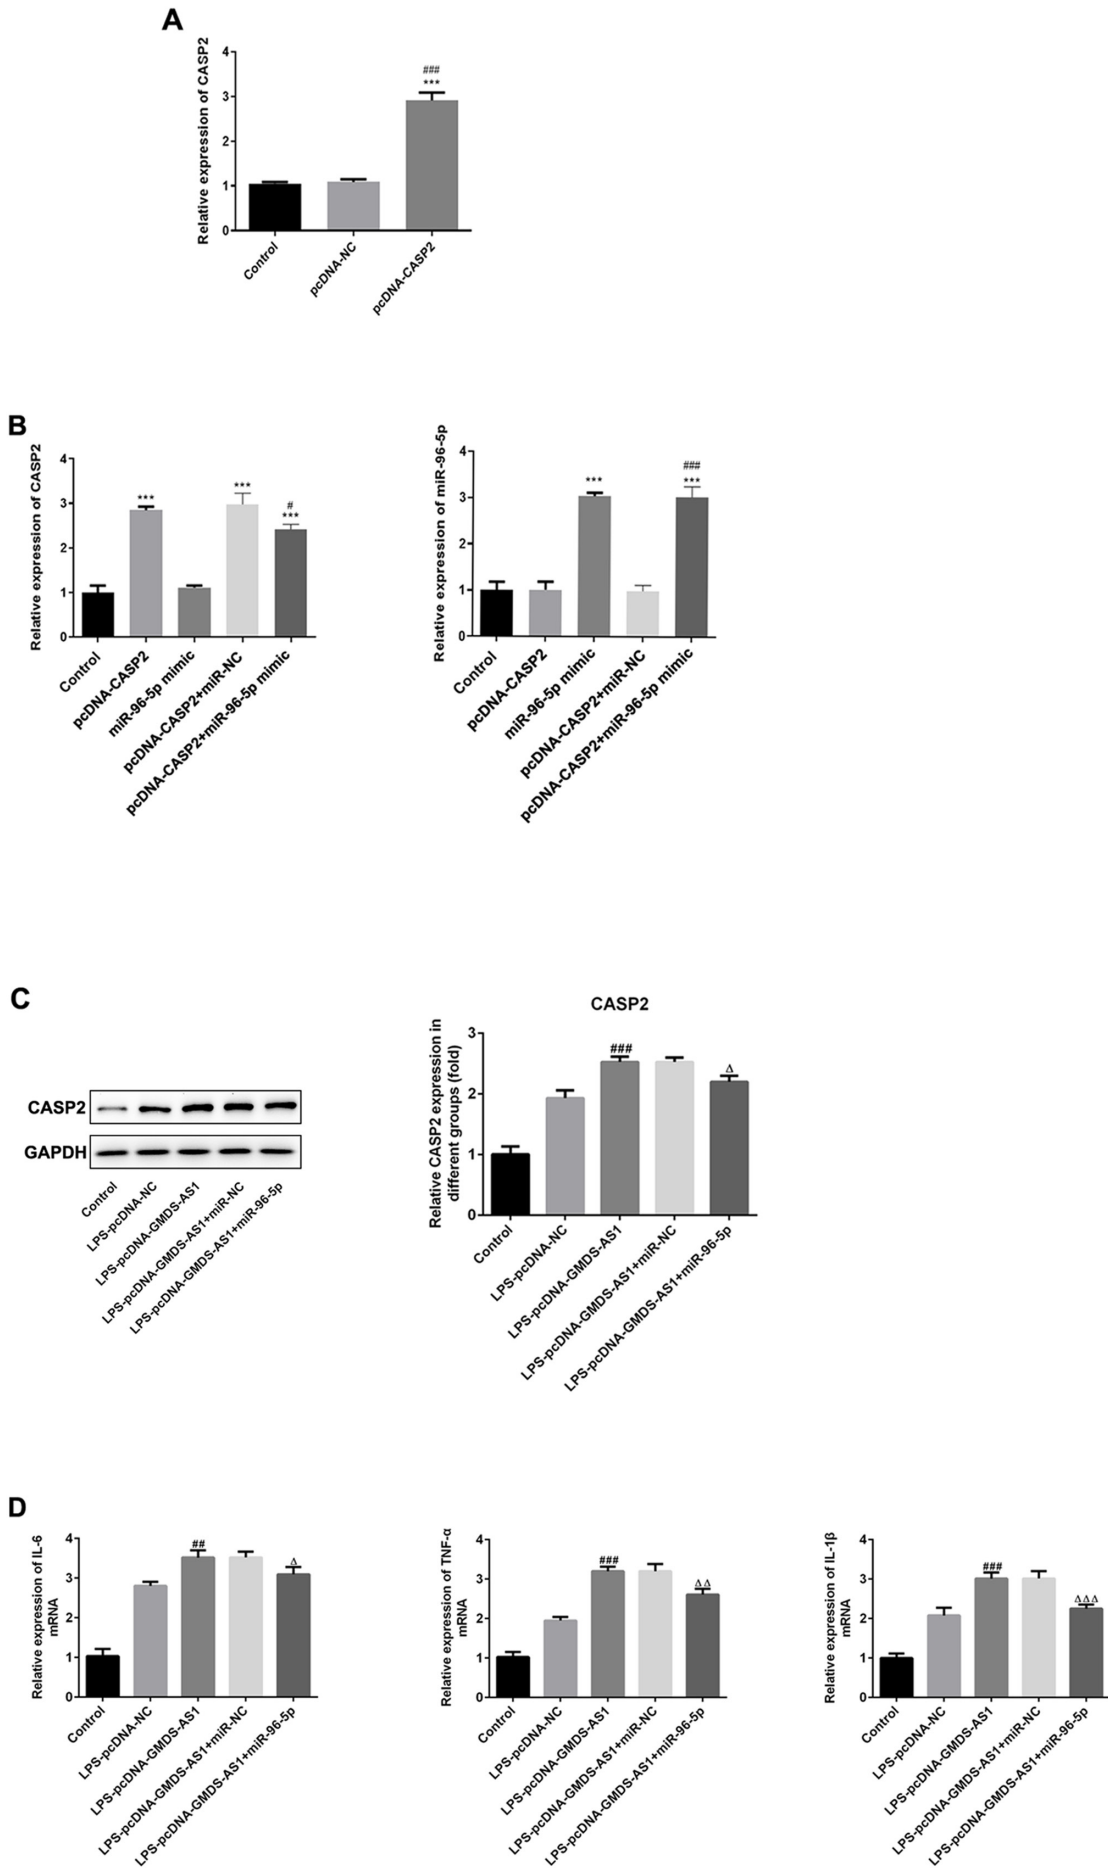 A
Relative expression of CASP2
4
3
2
1
0
###
***
Control
pcDNA-NC
pcDNA-CASP2
B
Relative expression of CASP2
4
3
2
1
0
***
***
#
***
Control
pcDNA-CASP2
miR-96-5p mimic
pcDNA-CASP2+miR-NC
pcDNA-CASP2+miR-96-5p mimic
Relative expression of miR-96-5p
4
3
2
1
0
***
###
***
Control
pcDNA-CASP2
miR-96-5p mimic
pcDNA-CASP2+miR-NC
pcDNA-CASP2+miR-96-5p mimic
C
CASP2
GAPDH
Control
LPS-pcDNA-NC
LPS-pcDNA-GMDS-AS1
LPS-pcDNA-GMDS-AS1+miR-NC
LPS-pcDNA-GMDS-AS1+miR-96-5p
CASP2
Relative CASP2 expression in
different groups (fold)
3
2
1
0
###
Δ
Control
LPS-pcDNA-NC
LPS-pcDNA-GMDS-AS1
LPS-pcDNA-GMDS-AS1+miR-NC
LPS-pcDNA-GMDS-AS1+miR-96-5p
D
Relative expression of IL-6
mRNA
4
3
2
1
0
##
Δ
Control
LPS-pcDNA-NC
LPS-pcDNA-GMDS-AS1
LPS-pcDNA-GMDS-AS1+miR-NC
LPS-pcDNA-GMDS-AS1+miR-96-5p
Relative expression of TNF-α
mRNA
4
3
2
1
0
###
ΔΔ
Control
LPS-pcDNA-NC
LPS-pcDNA-GMDS-AS1
LPS-pcDNA-GMDS-AS1+miR-NC
LPS-pcDNA-GMDS-AS1+miR-96-5p
Relative expression of IL-1β
mRNA
4
3
2
1
0
###
ΔΔΔ
Control
LPS-pcDNA-NC
LPS-pcDNA-GMDS-AS1
LPS-pcDNA-GMDS-AS1+miR-NC
LPS-pcDNA-GMDS-AS1+miR-96-5p